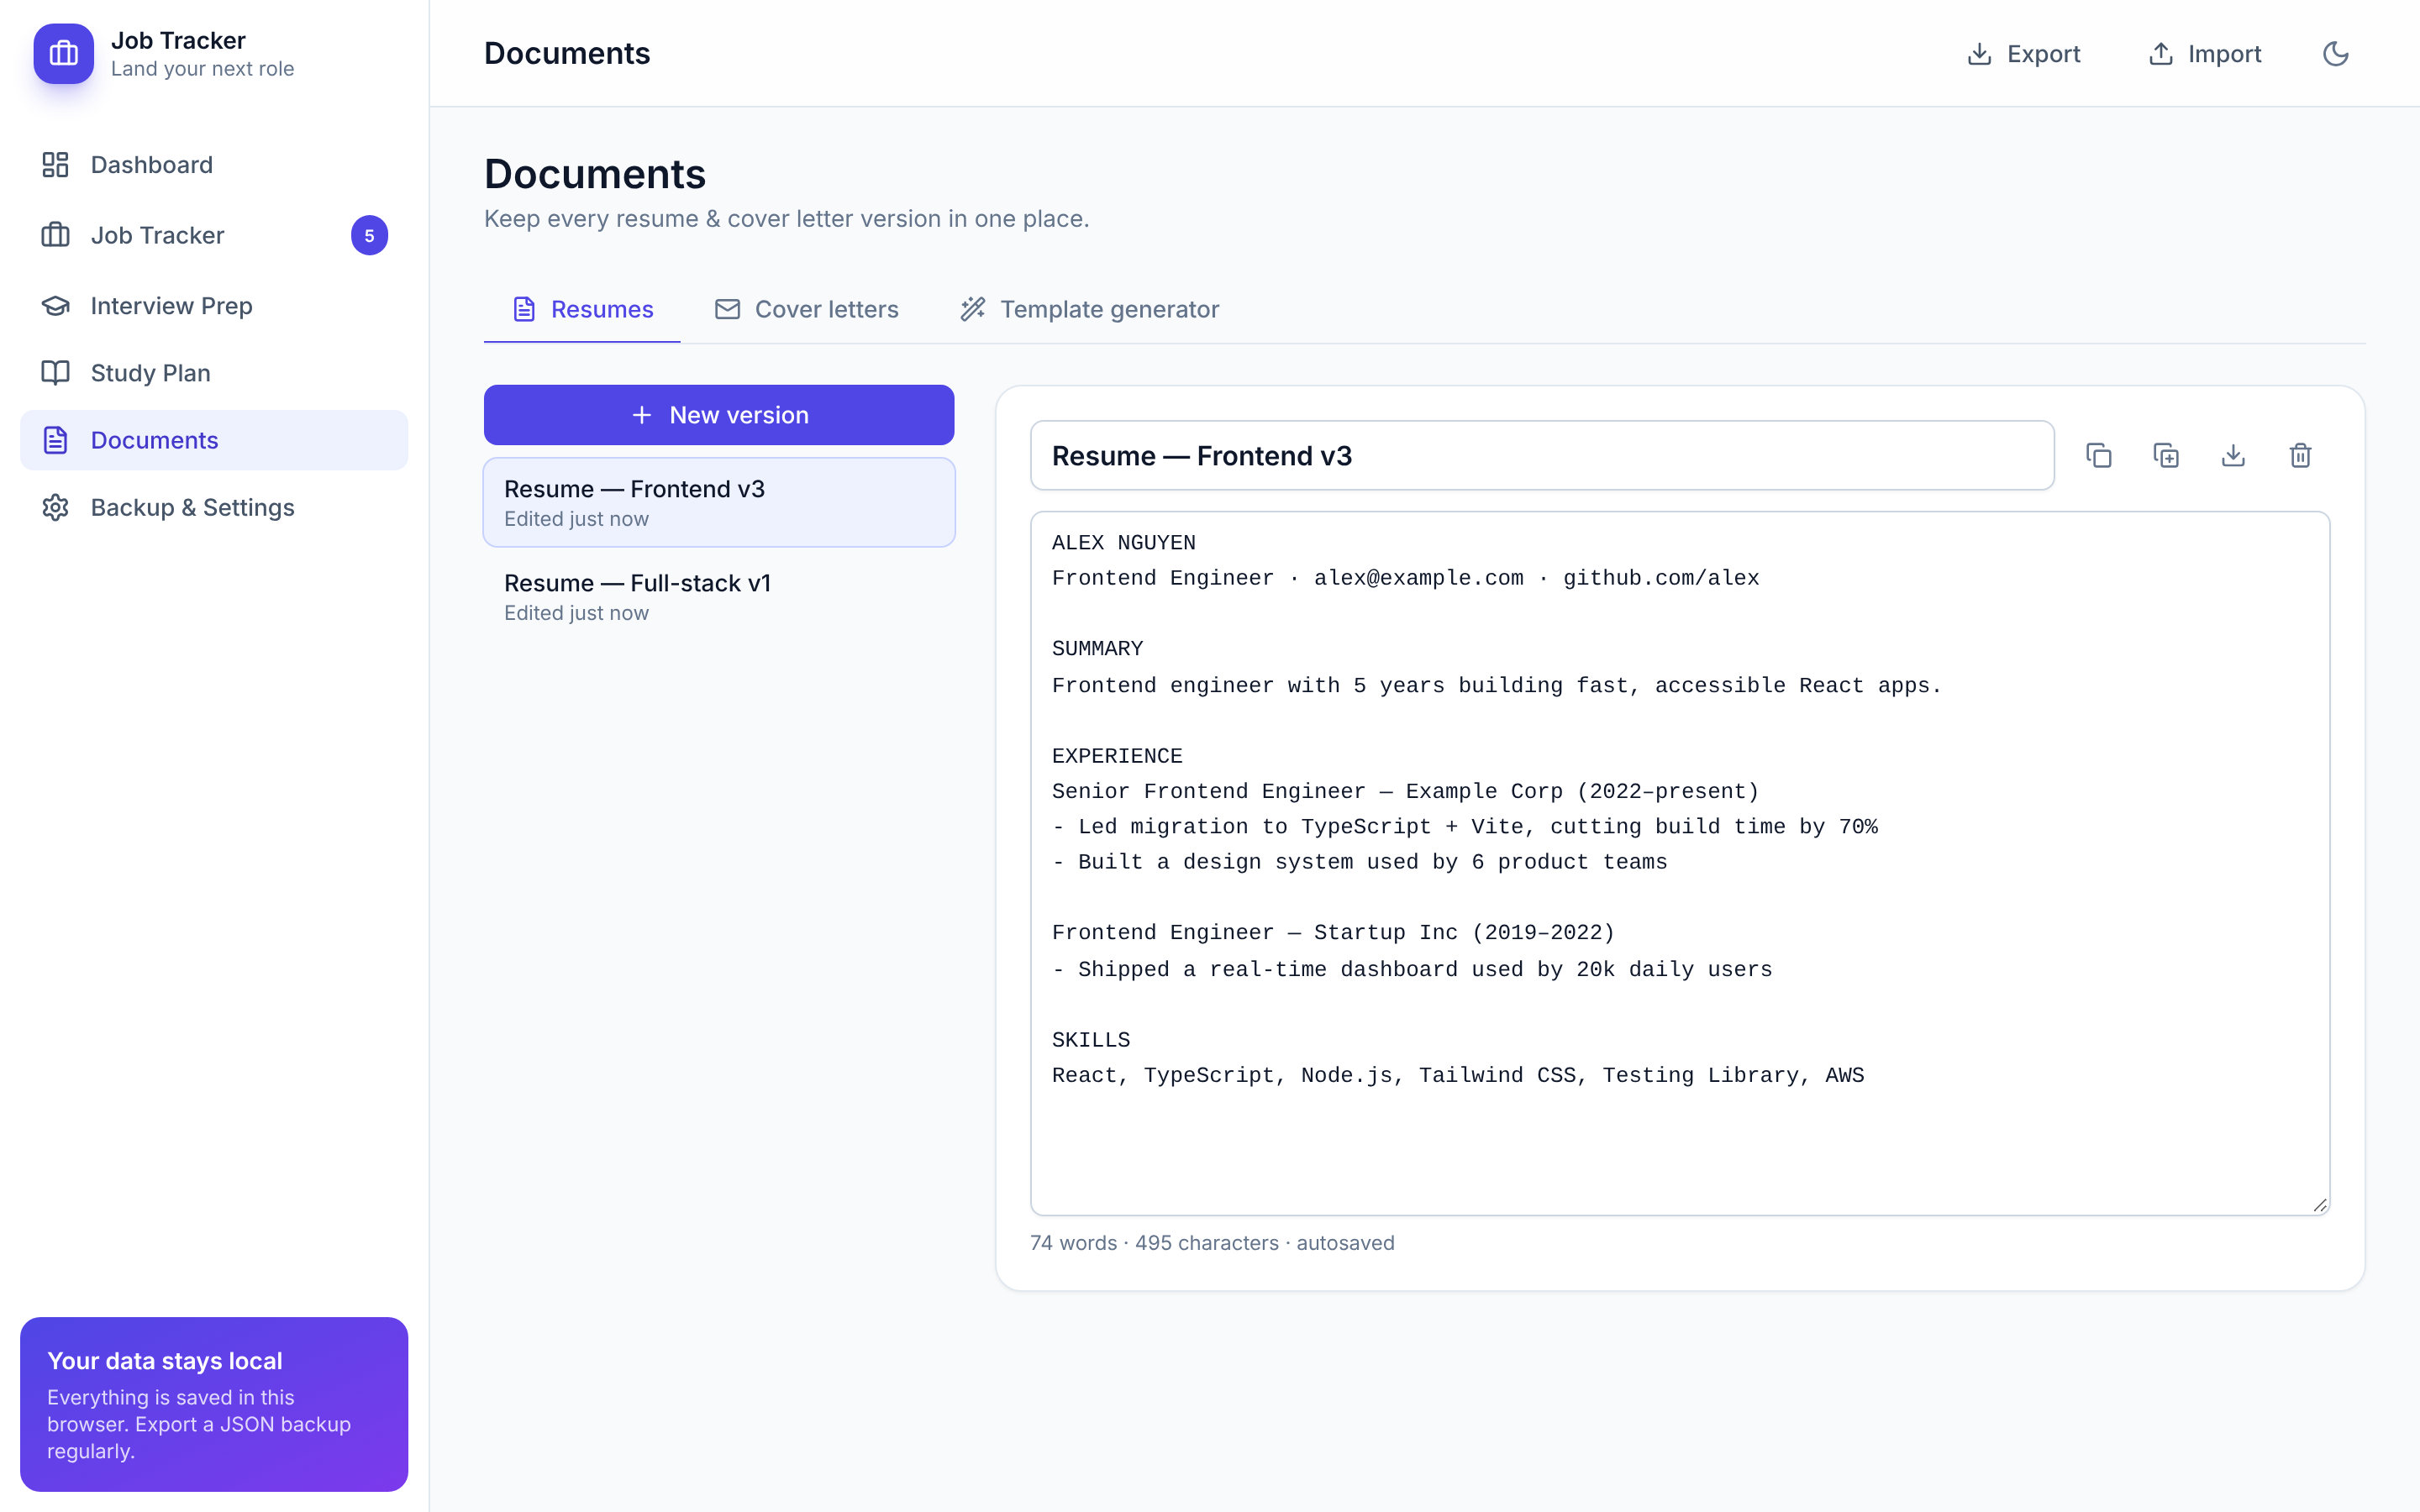 Job Tracker
Land your next role
Dashboard
Job Tracker
5
Interview Prep
Study Plan
Documents
Backup & Settings
Your data stays local
Everything is saved in this
browser. Export a JSON backup
regularly.
Documents
Export
Import
Documents
Keep every resume & cover letter version in one place.
Resumes
Cover letters
Template generator
New version
Resume — Frontend v3
Edited just now
Resume — Full-stack v1
Edited just now
Resume — Frontend v3
ALEX NGUYEN
Frontend Engineer · alex@example.com · github.com/alex
SUMMARY
Frontend engineer with 5 years building fast, accessible React apps.
EXPERIENCE
Senior Frontend Engineer — Example Corp (2022–present)
- Led migration to TypeScript + Vite, cutting build time by 70%
- Built a design system used by 6 product teams
Frontend Engineer — Startup Inc (2019–2022)
- Shipped a real-time dashboard used by 20k daily users
SKILLS
React, TypeScript, Node.js, Tailwind CSS, Testing Library, AWS
74 words · 495 characters · autosaved